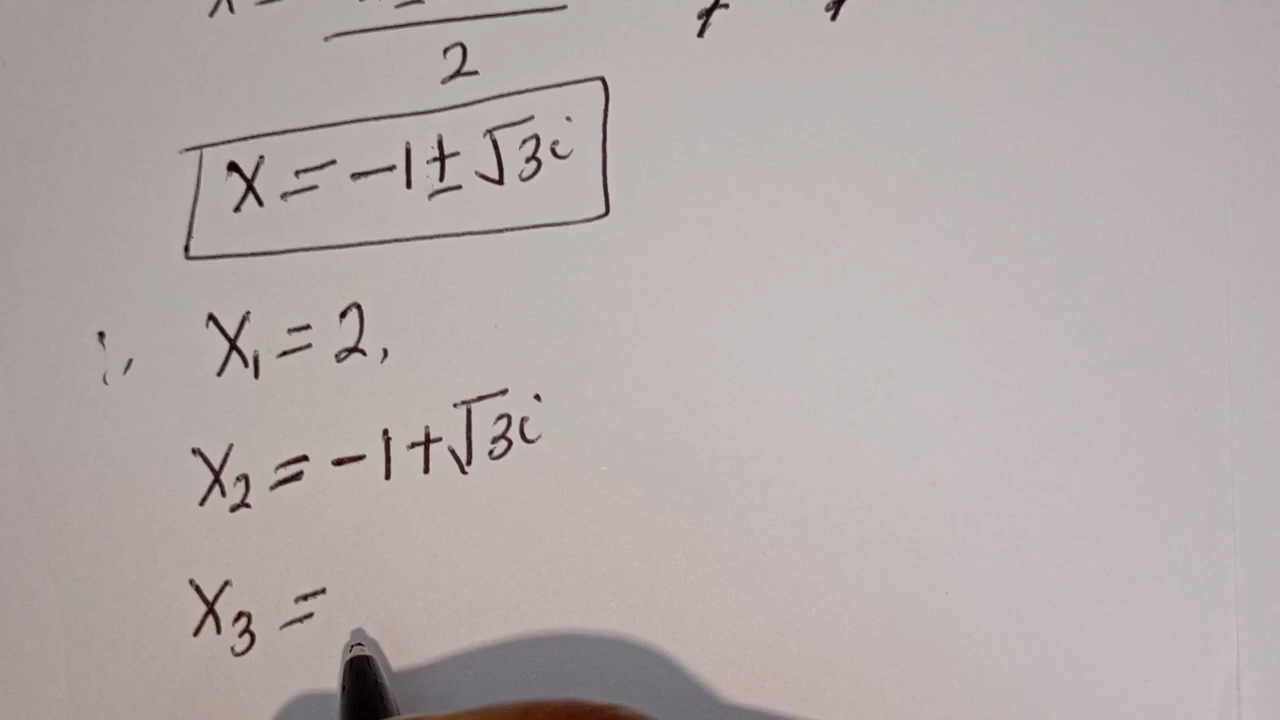 2
x = -1 ± √3i
∴ x₁ = 2,
x₂ = -1 + √3i
x₃ =